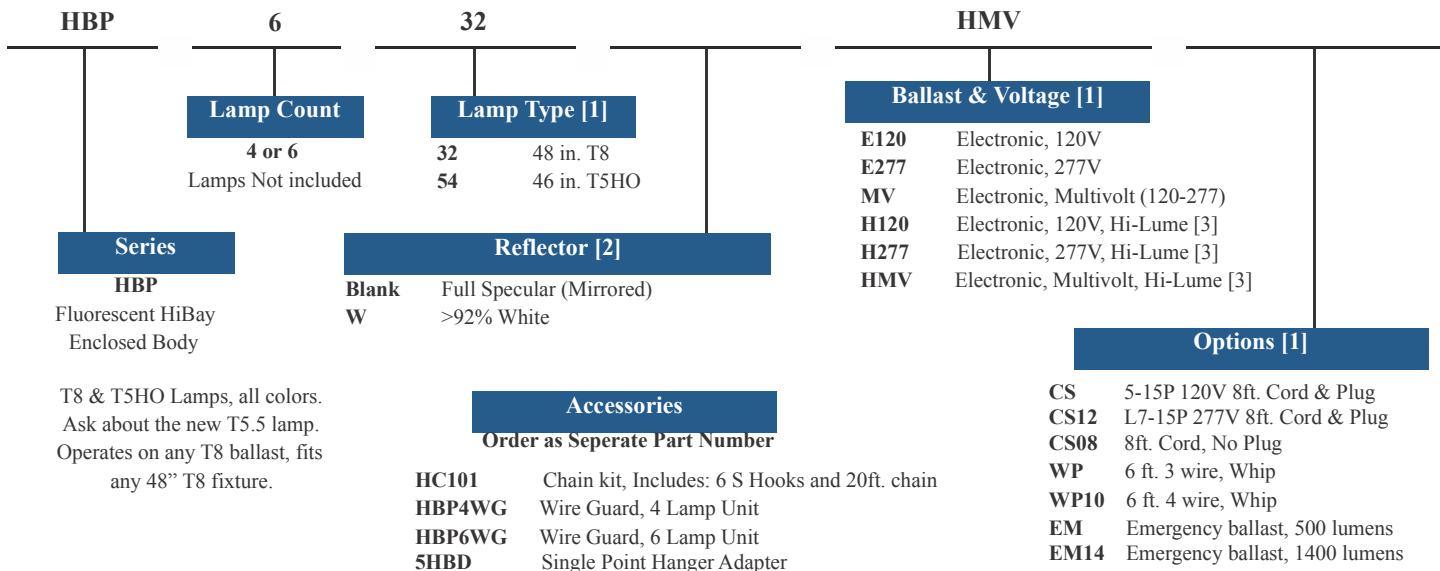 HBP 6 32 HMV
Lamp Count
4 or 6
Lamps Not included
Lamp Type [1]
32 48 in. T8
54 46 in. T5HO
Ballast & Voltage [1]
E120 Electronic, 120V
E277 Electronic, 277V
MV Electronic, Multivolt (120-277)
H120 Electronic, 120V, Hi-Lume [3]
H277 Electronic, 277V, Hi-Lume [3]
HMV Electronic, Multivolt, Hi-Lume [3]
Series
HBP
Fluorescent HiBay
Enclosed Body
T8 & T5HO Lamps, all colors.
Ask about the new T5.5 lamp.
Operates on any T8 ballast, fits
any 48” T8 fixture.
Reflector [2]
Blank Full Specular (Mirrored)
W >92% White
Accessories
Order as Seperate Part Number
HC101 Chain kit, Includes: 6 S Hooks and 20ft. chain
HBP4WG Wire Guard, 4 Lamp Unit
HBP6WG Wire Guard, 6 Lamp Unit
5HBD Single Point Hanger Adapter
Options [1]
CS 5-15P 120V 8ft. Cord & Plug
CS12 L7-15P 277V 8ft. Cord & Plug
CS08 8ft. Cord, No Plug
WP 6 ft. 3 wire, Whip
WP10 6 ft. 4 wire, Whip
EM Emergency ballast, 500 lumens
EM14 Emergency ballast, 1400 lumens